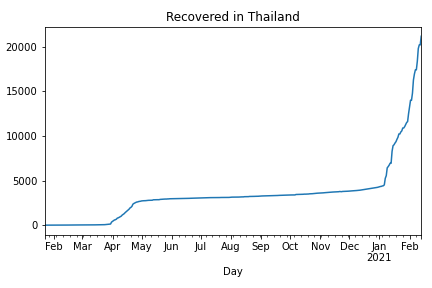 Recovered in Thailand
20000
15000
10000
5000
0
Feb Mar Apr May Jun Jul Aug Sep Oct Nov Dec Jan Feb
2021
Day